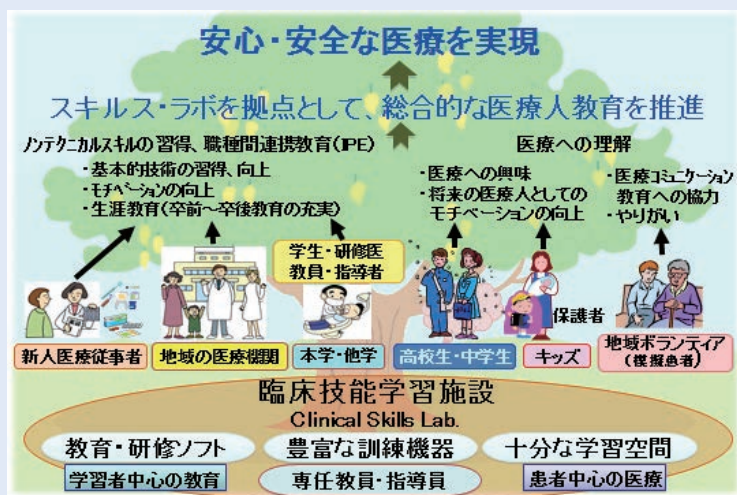 安心・安全な医療を実現
スキルス・ラボを拠点として、総合的な医療人教育を推進
ノンテクニカルスキルの習得、職種間連携教育(IPE)
・基本的技術の習得、向上
・モチベーションの向上
・生涯教育(卒前～卒後教育の充実)
医療への理解
・医療への興味
・将来の医療人としての
モチベーションの向上
・医療コミュニケーション
教育への協力
・やりがい
学生・研修医
教員・指導者
保護者
新人医療従事者
地域の医療機関
本学・他学
高校生・中学生
キッズ
地域ボランティア
(模擬患者)
臨床技能学習施設
Clinical Skills Lab.
教育・研修ソフト
豊富な訓練機器
十分な学習空間
学習者中心の教育
専任教員・指導員
患者中心の医療